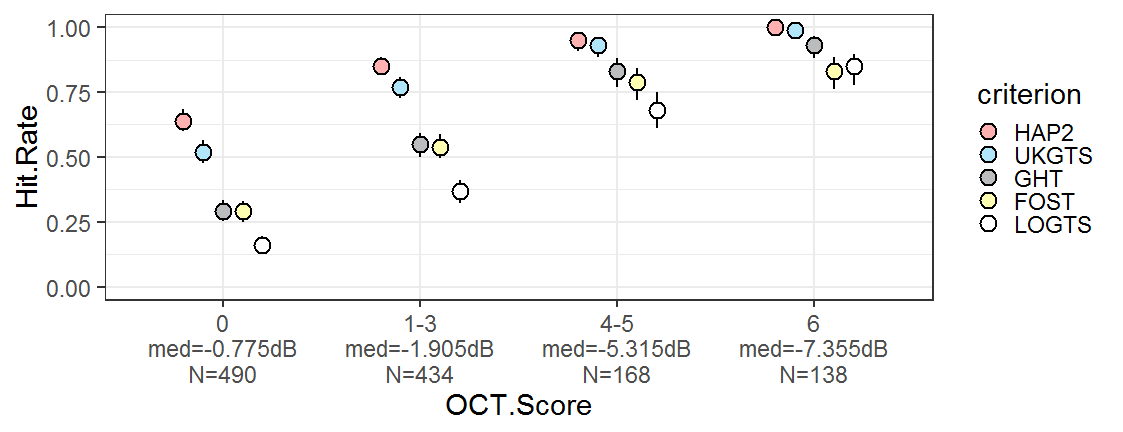 Hit.Rate
1.00
0.75
0.50
0.25
0.00
0
1-3
4-5
6
med=-0.775dB
med=-1.905dB
med=-5.315dB
med=-7.355dB
N=490
N=434
N=168
N=138
OCT.Score
criterion
HAP2
UKGTS
GHT
FOST
LOGTS